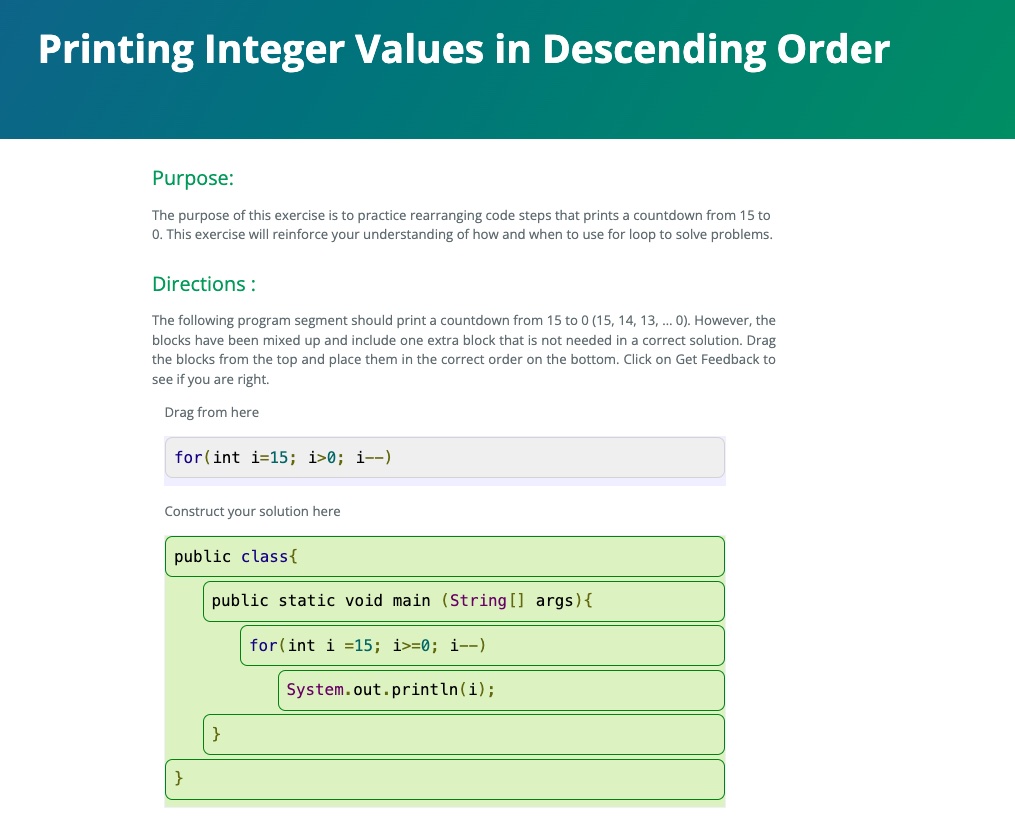 Printing Integer Values in Descending Order
Purpose:
The purpose of this exercise is to practice rearranging code steps that prints a countdown from 15 to
0. This exercise will reinforce your understanding of how and when to use for loop to solve problems.
Directions :
The following program segment should print a countdown from 15 to 0 (15, 14, 13, ... 0). However, the
blocks have been mixed up and include one extra block that is not needed in a correct solution. Drag
the blocks from the top and place them in the correct order on the bottom. Click on Get Feedback to
see if you are right.
Drag from here
for(int i=15; i>0; i--)
Construct your solution here
public class{
public static void main (String[] args){
for(int i =15; i>=0; i--)
System.out.println(i);
}
}